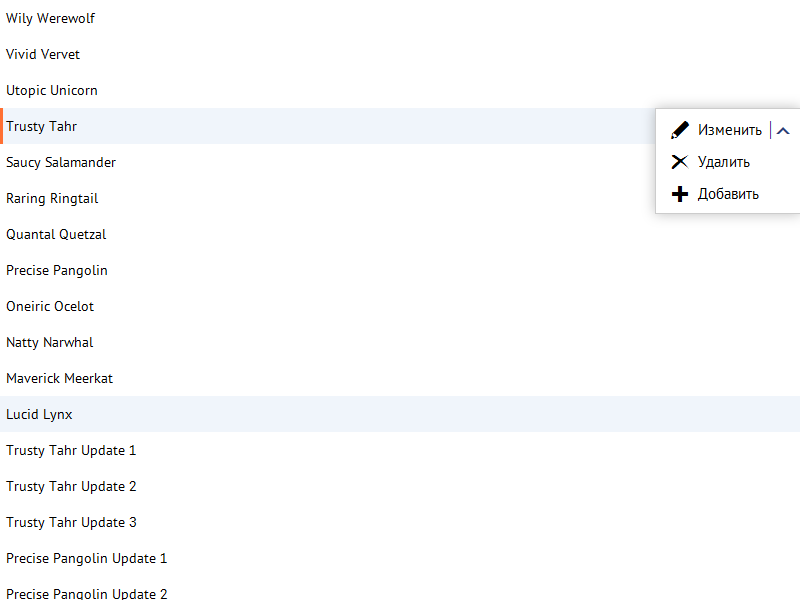 Wily Werewolf
Vivid Vervet
Utopic Unicorn
Trusty Tahr
Изменить
Saucy Salamander
Удалить
Raring Ringtail
Добавить
Quantal Quetzal
Precise Pangolin
Oneiric Ocelot
Natty Narwhal
Maverick Meerkat
Lucid Lynx
Trusty Tahr Update 1
Trusty Tahr Update 2
Trusty Tahr Update 3
Precise Pangolin Update 1
Precise Pangolin Update 2